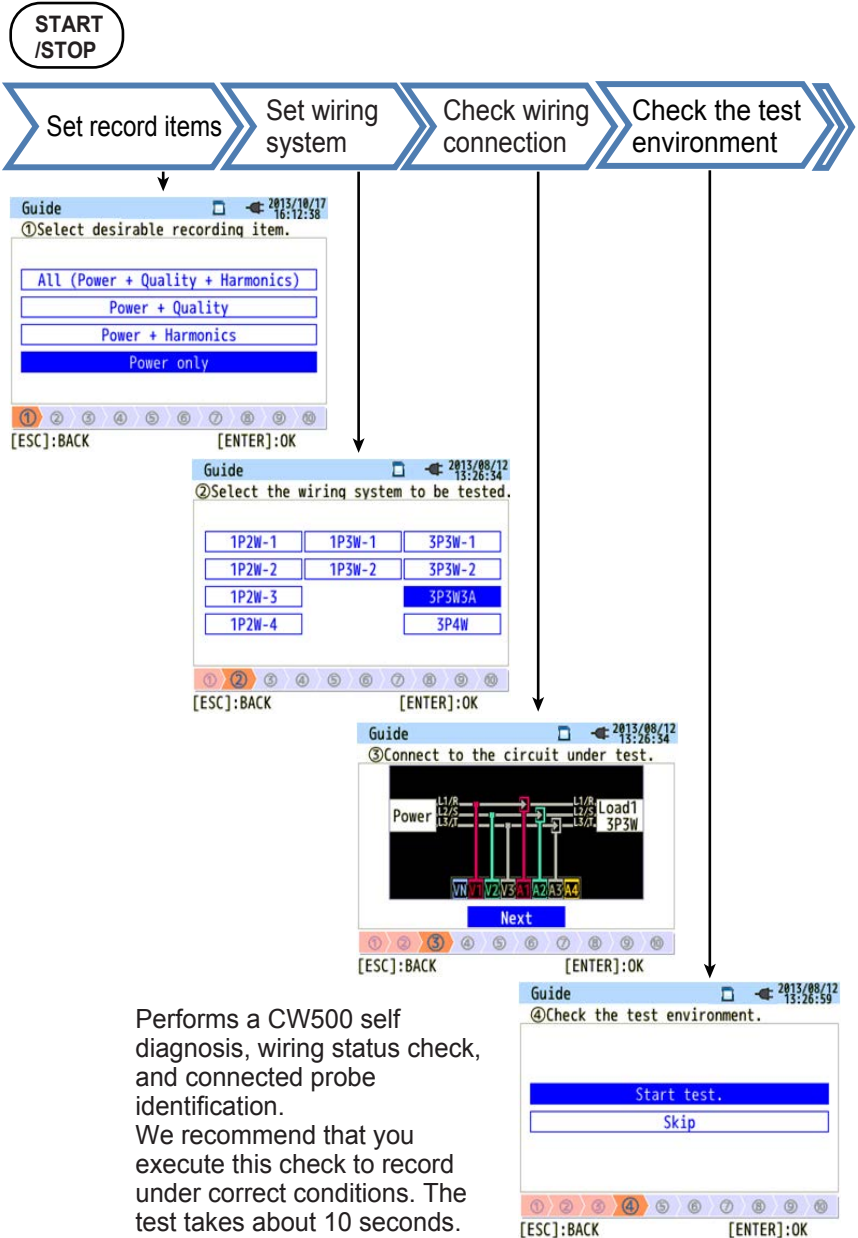 START
/STOP
Set record items
Set wiring
system
Check wiring
connection
Check the test
environment
Guide 2013/10/17
16:12:38
①Select desirable recording item.
All (Power + Quality + Harmonics)
Power + Quality
Power + Harmonics
Power only
① ② ③ ④ ⑤ ⑥ ⑦ ⑧ ⑨ ⑩
[ESC]:BACK [ENTER]:OK
Guide 2013/08/12
13:26:34
②Select the wiring system to be tested.
1P2W-1 1P3W-1 3P3W-1
1P2W-2 1P3W-2 3P3W-2
1P2W-3 3P3W3A
1P2W-4 3P4W
① ② ③ ④ ⑤ ⑥ ⑦ ⑧ ⑨ ⑩
[ESC]:BACK [ENTER]:OK
Guide 2013/08/12
13:26:34
③Connect to the circuit under test.
Power L1/R L2/S L3/T L1/R L2/S L3/T Load1
3P3W
VN V1 V2 V3 A1 A2 A3 A4
Next
① ② ③ ④ ⑤ ⑥ ⑦ ⑧ ⑨ ⑩
[ESC]:BACK [ENTER]:OK
Guide 2013/08/12
13:26:59
④Check the test environment.
Start test.
Skip
① ② ③ ④ ⑤ ⑥ ⑦ ⑧ ⑨ ⑩
[ESC]:BACK [ENTER]:OK
Performs a CW500 self
diagnosis, wiring status check,
and connected probe
identification.
We recommend that you
execute this check to record
under correct conditions. The
test takes about 10 seconds.